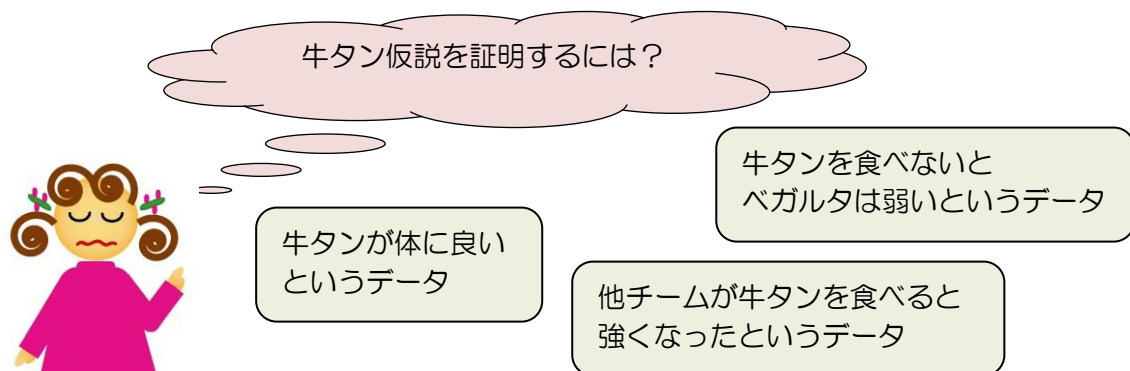 牛タン仮説を証明するには？
牛タンを食べないと
ベガルタは弱いというデータ
牛タンが体に良い
というデータ
他チームが牛タンを食べると
強くなったというデータ